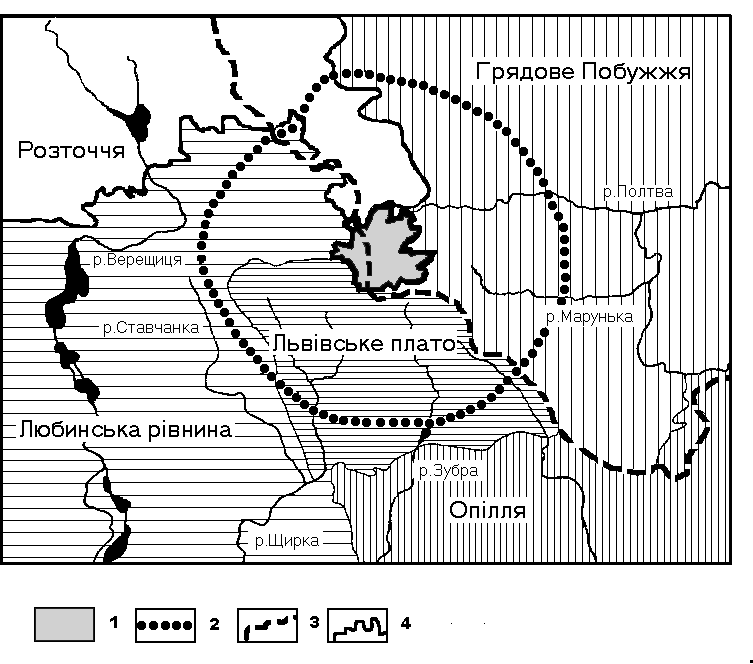 Грядове Побужжя
Розточчя
р.Полтва
р.Верещиця
р.Марунька
р.Ставчанка
Львівське плато
Любинська рівнина
р.Зубра
Опілля
р.Щирка
1 2 3 4